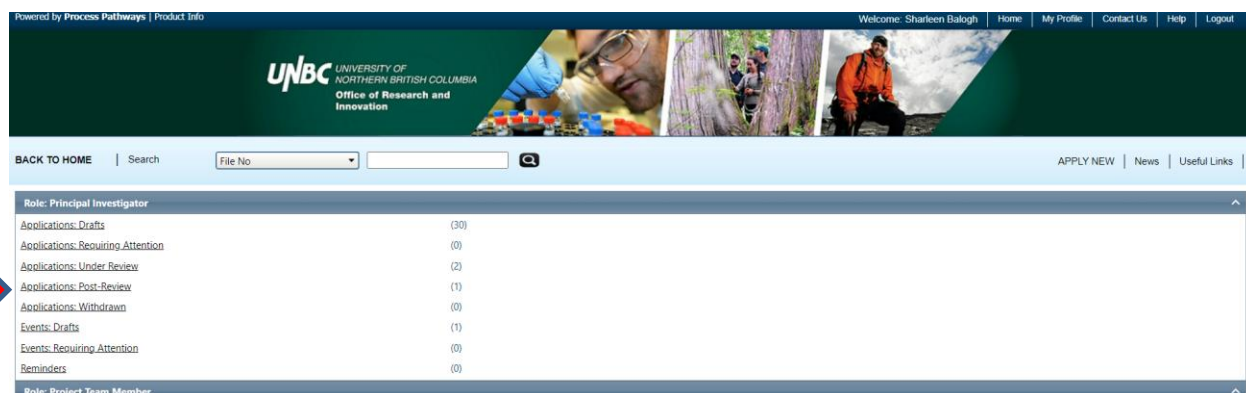 Powered by Process Pathways | Product Info
Welcome: Sharleen Balogh | Home | My Profile | Contact Us | Help | Logout
UNBC UNIVERSITY OF
NORTHERN BRITISH COLUMBIA
Office of Research and
Innovation
BACK TO HOME | Search File No APPLY NEW | News | Useful Links |
Role: Principal Investigator
Applications: Drafts (30)
Applications: Requiring Attention (0)
Applications: Under Review (2)
Applications: Post-Review (1)
Applications: Withdrawn (0)
Events: Drafts (1)
Events: Requiring Attention (0)
Reminders (0)
Role: Project Team Member